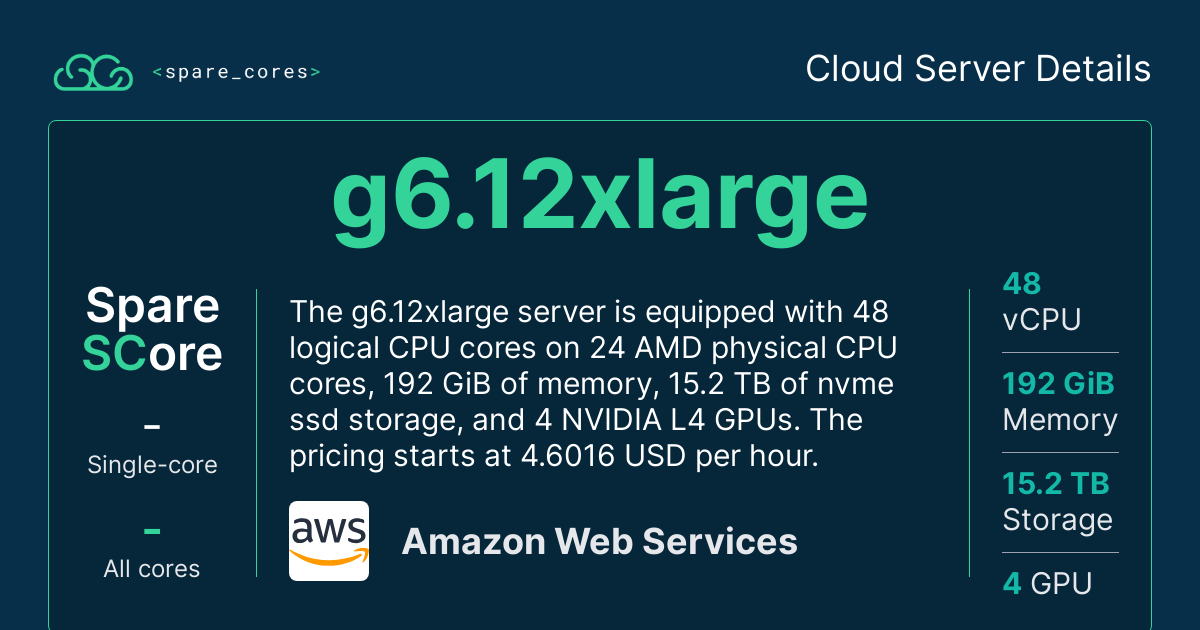 <spare_cores>
Cloud Server Details
g6.12xlarge
Spare
SCore
-
Single-core
-
All cores
The g6.12xlarge server is equipped with 48
logical CPU cores on 24 AMD physical CPU
cores, 192 GiB of memory, 15.2 TB of nvme
ssd storage, and 4 NVIDIA L4 GPUs. The
pricing starts at 4.6016 USD per hour.
aws
Amazon Web Services
48
vCPU
192 GiB
Memory
15.2 TB
Storage
4 GPU